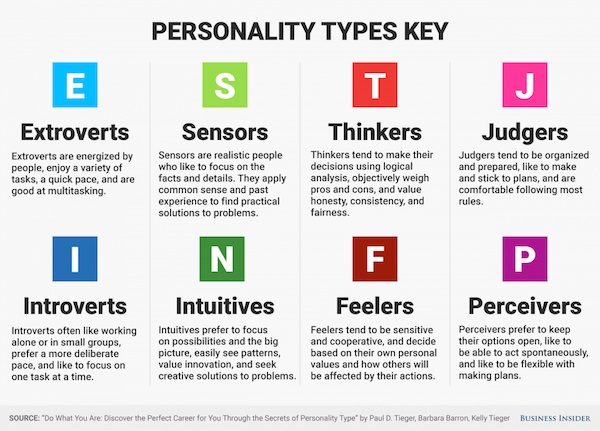 PERSONALITY TYPES KEY
E
Extroverts
Extroverts are energized by
people, enjoy a variety of
tasks, a quick pace, and are
good at multitasking.
S
Sensors
Sensors are realistic people
who like to focus on the
facts and details. They apply
common sense and past
experience to find practical
solutions to problems.
T
Thinkers
Thinkers tend to make their
decisions using logical
analysis, objectively weigh
pros and cons, and value
honesty, consistency, and
fairness.
J
Judgers
Judgers tend to be organized
and prepared, like to make
and stick to plans, and are
comfortable following most
rules.
I
Introverts
Introverts often like working
alone or in small groups,
prefer a more deliberate
pace, and like to focus on
one task at a time.
N
Intuitives
Intuitives prefer to focus
on possibilities and the big
picture, easily see patterns,
value innovation, and seek
creative solutions to problems.
F
Feelers
Feelers tend to be sensitive
and cooperative, and decide
based on their own personal
values and how others will
be affected by their actions.
P
Perceivers
Perceivers prefer to keep
their options open, like to
be able to act spontaneously,
and like to be flexible with
making plans.
SOURCE: "Do What You Are: Discover the Perfect Career for You Through the Secrets of Personality Type" by Paul D. Tieger, Barbara Barron, Kelly Tieger
BUSINESS INSIDER